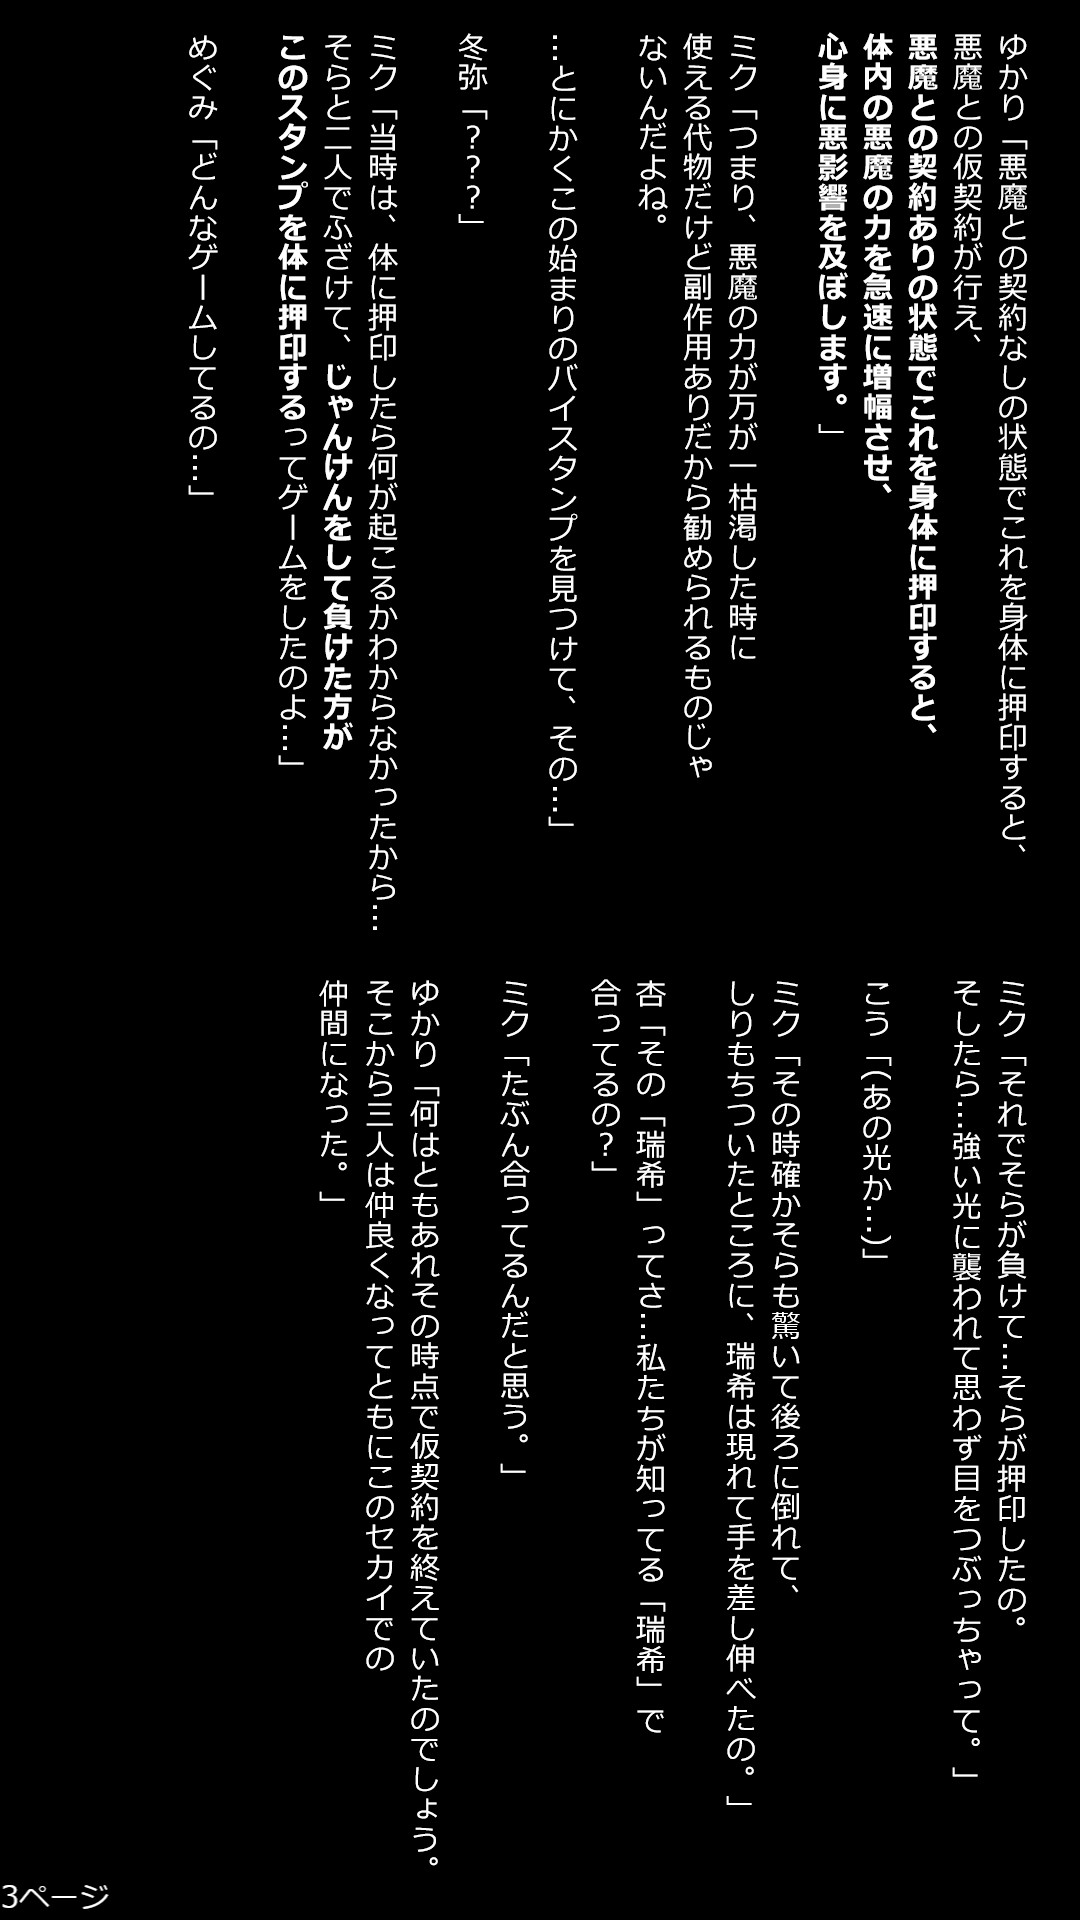 ゆかり「悪魔との契約なしの状態でこれを身体に押印すると、
悪魔との仮契約が行え、
悪魔との契約ありの状態でこれを身体に押印すると、
体内の悪魔の力を急速に増幅させ、
心身に悪影響を及ぼします。」
ミク「つまり、悪魔の力が万が一枯渇した時に
使える代物だけど副作用ありだから勧められるものじゃ
ないんだよね。
…とにかくこの始まりのバイスタンプを見つけて、その…」
冬弥「？？？」
ミク「当時は、体に押印したら何が起こるかわからなかったから…
そらと二人でふざけて、じゃんけんをして負けた方が
このスタンプを体に押印するってゲームをしたのよ…」
めぐみ「どんなゲームしてるの…」
ミク「それでそらが負けて…そらが押印したの。
そしたら…強い光に襲われて思わず目をつぶっちゃって。」
こう「(あの光か…)」
ミク「その時確かそらも驚いて後ろに倒れて、
しりもちついたところに、瑞希は現れて手を差し伸べたの。」
杏「その「瑞希」ってさ…私たちが知ってる「瑞希」で
合ってるの？」
ミク「たぶん合ってるんだと思う。」
ゆかり「何はともあれその時点で仮契約を終えていたのでしょう。
そこから三人は仲良くなってともにこのセカイでの
仲間になった。」
3ページ